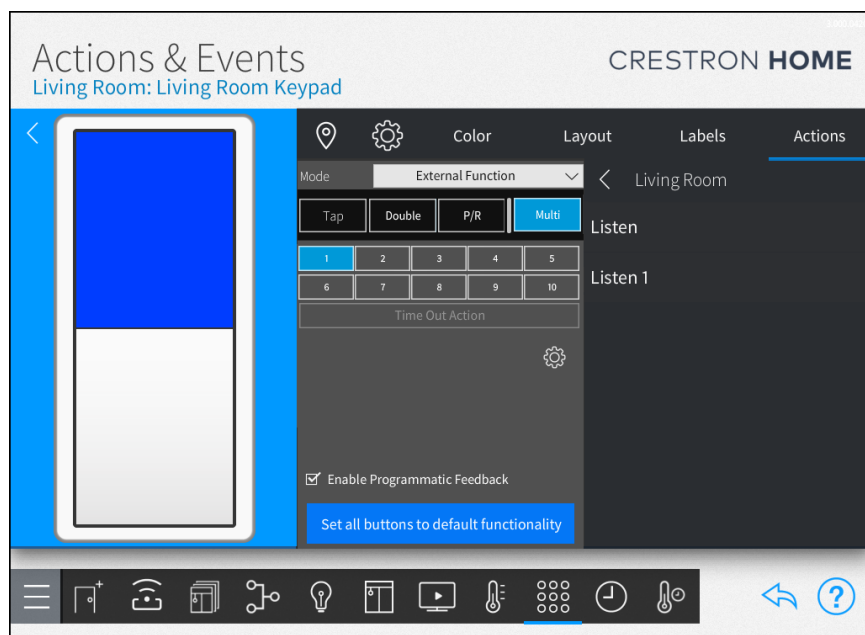 Actions & Events
CRESTRON HOME
Living Room: Living Room Keypad
Color
Layout
Labels
Actions
Mode
External Function
Living Room
Tap
Double
P/R
Multi
Listen
1
2
3
4
5
Listen 1
6
7
8
9
10
Time Out Action
Enable Programmatic Feedback
Set all buttons to default functionality
?